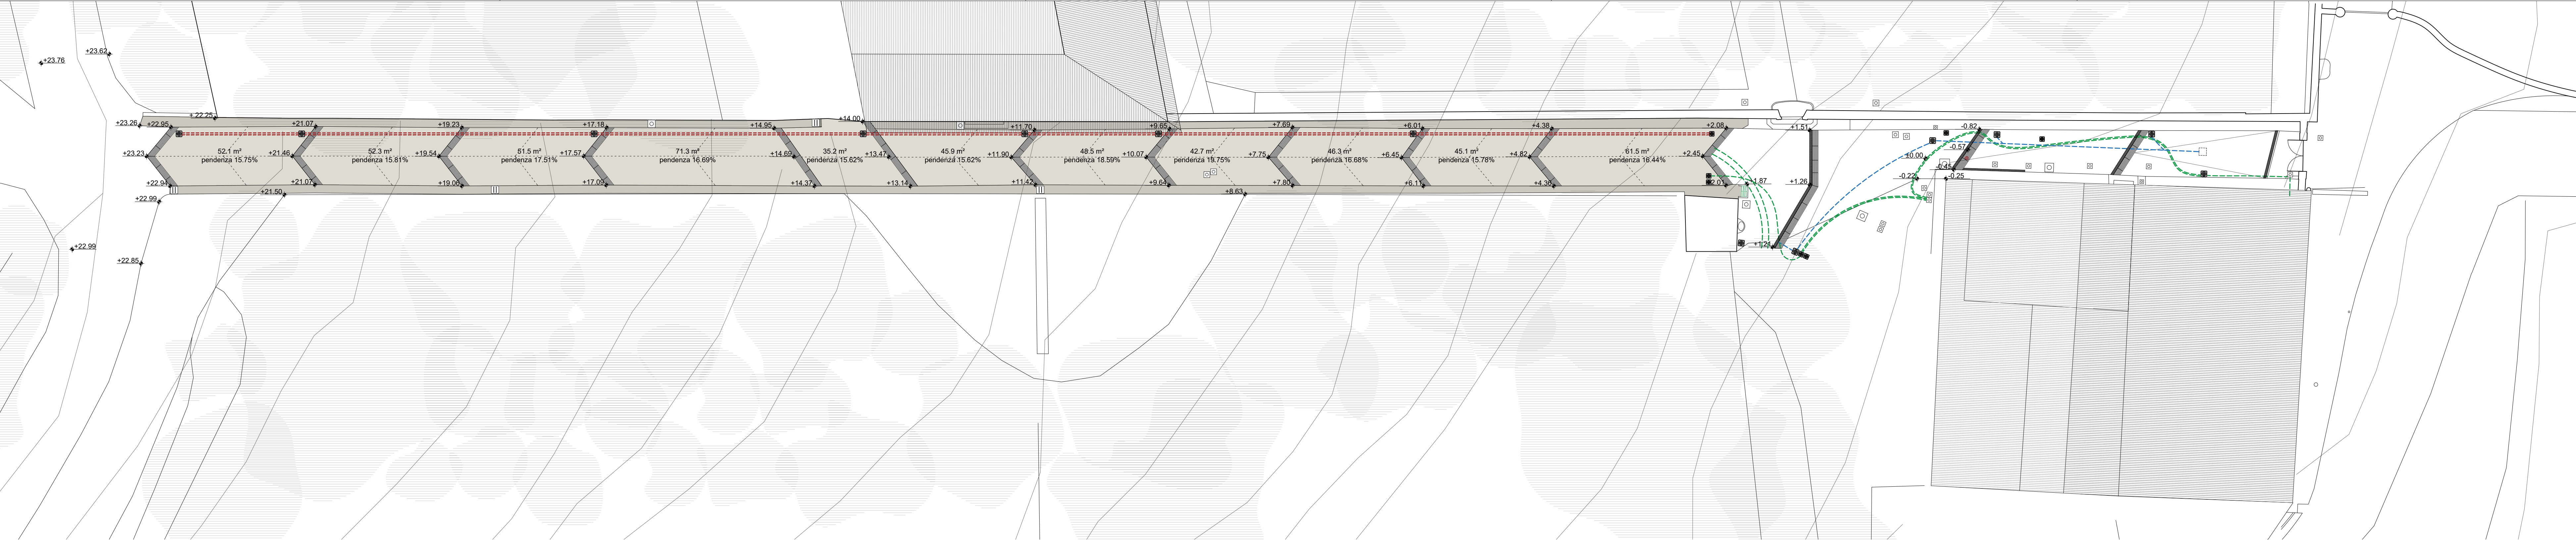 +23.62
+23.76
+ 22.25
+14.00
+23.26
+22.95
+21.07
+19.23
+17.18
+14.95
+11.70
+9.65
+7.69
+6.01
+4.38
+2.08
+1.51
-0.82
+23.23
52.1 m²
pendenza 15.75%
+21.46
52.3 m²
pendenza 15.81%
+19.54
51.5 m²
pendenza 17.51%
+17.57
71.3 m²
pendenza 16.69%
+14.69
35.2 m²
pendenza 15.62%
+13.47
45.9 m²
pendenza 15.62%
+11.90
48.5 m²
pendenza 18.59%
+10.07
42.7 m²
pendenza 19.75%
+7.75
46.3 m²
pendenza 16.68%
+6.45
45.1 m²
pendenza 15.78%
+4.82
61.5 m²
pendenza 16.44%
+2.45
-0.57
+0.00
-0.45
-0.22
-0.25
+22.94
+21.07
+19.06
+17.09
+14.37
+13.14
+11.42
+9.64
+7.80
+6.11
+4.30
+1.87
+1.26
+21.50
+8.63
+22.99
+22.99
+1.24
+22.85